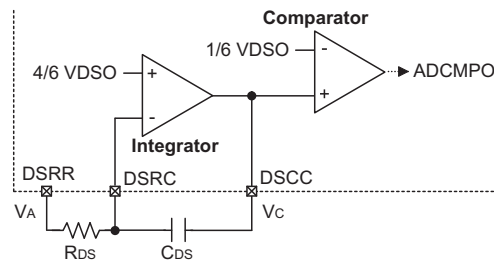 Comparator
1/6 VDSO
-
ADCMPO
4/6 VDSO
+
+
-
Integrator
DSRR
DSRC
DSCC
VA
VC
RDS
CDS